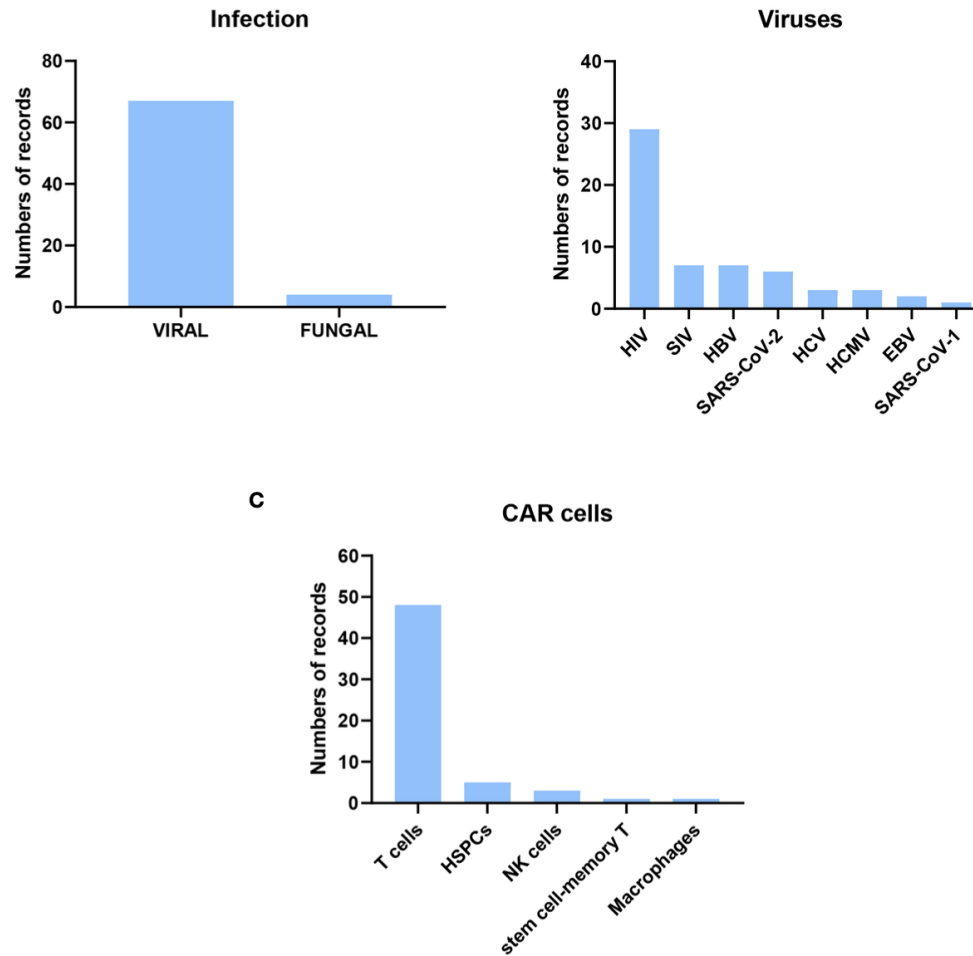 Infection
Numbers of records
80
60
40
20
0
VIRAL
FUNGAL
Viruses
Numbers of records
40
30
20
10
0
HIV
SIV
HBV
SARS-CoV-2
HCV
HCMV
EBV
SARS-CoV-1
C
CAR cells
Numbers of records
60
50
40
30
20
10
0
T cells
HSPCs
NK cells
stem cell-memory T
Macrophages